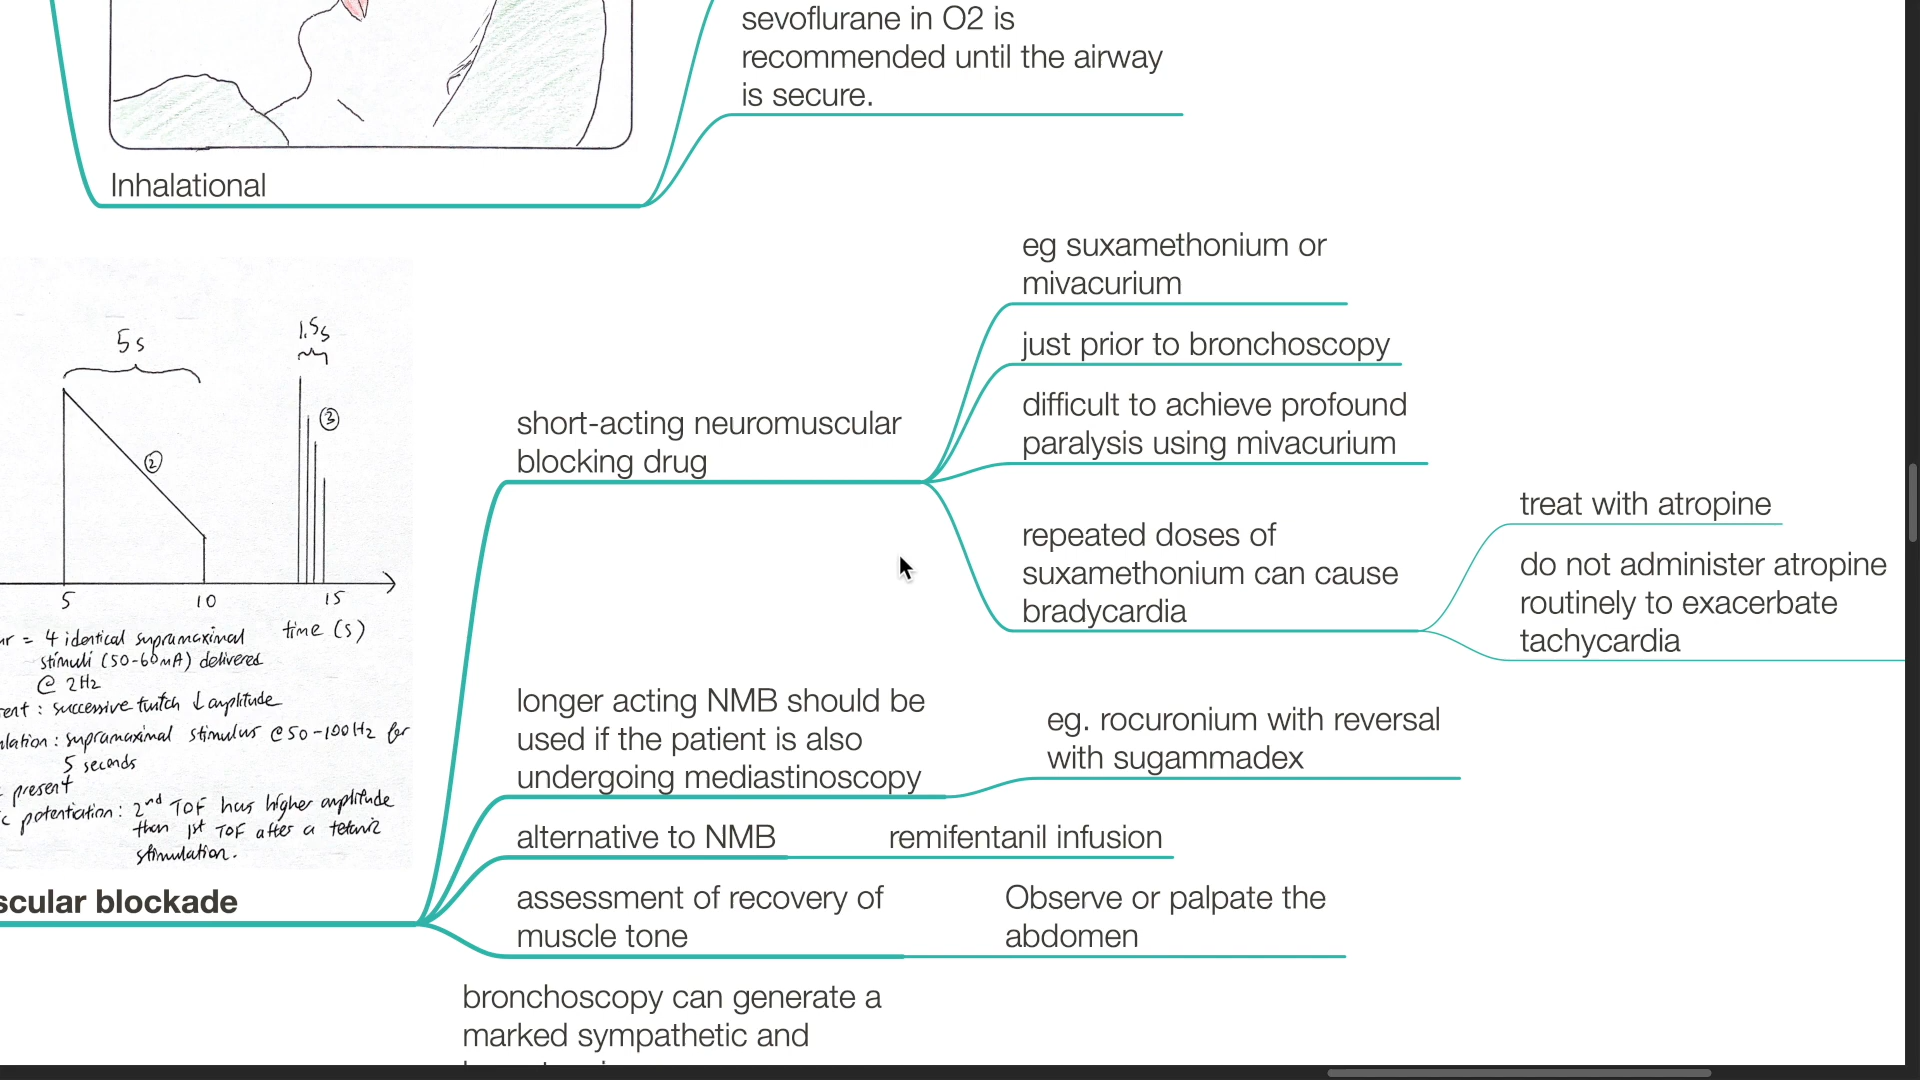 sevoflurane in O2 is
recommended until the airway
is secure.
Inhalational
5s
1.5s
③
②
5
10
15
time (s)
= 4 identical supramaximal
stimuli (50-60mA) delivered
@ 2Hz
: successive twitch ↓ amplitude
: supramaximal stimulus @ 50-100Hz for
5 seconds
present
potentiation: 2nd TOF has higher amplitude
than 1st TOF after a tetanic
stimulation.
scular blockade
short-acting neuromuscular
blocking drug
eg suxamethonium or
mivacurium
just prior to bronchoscopy
difficult to achieve profound
paralysis using mivacurium
repeated doses of
suxamethonium can cause
bradycardia
treat with atropine
do not administer atropine
routinely to exacerbate
tachycardia
longer acting NMB should be
used if the patient is also
undergoing mediastinoscopy
eg. rocuronium with reversal
with sugammadex
alternative to NMB
remifentanil infusion
assessment of recovery of
muscle tone
Observe or palpate the
abdomen
bronchoscopy can generate a
marked sympathetic and